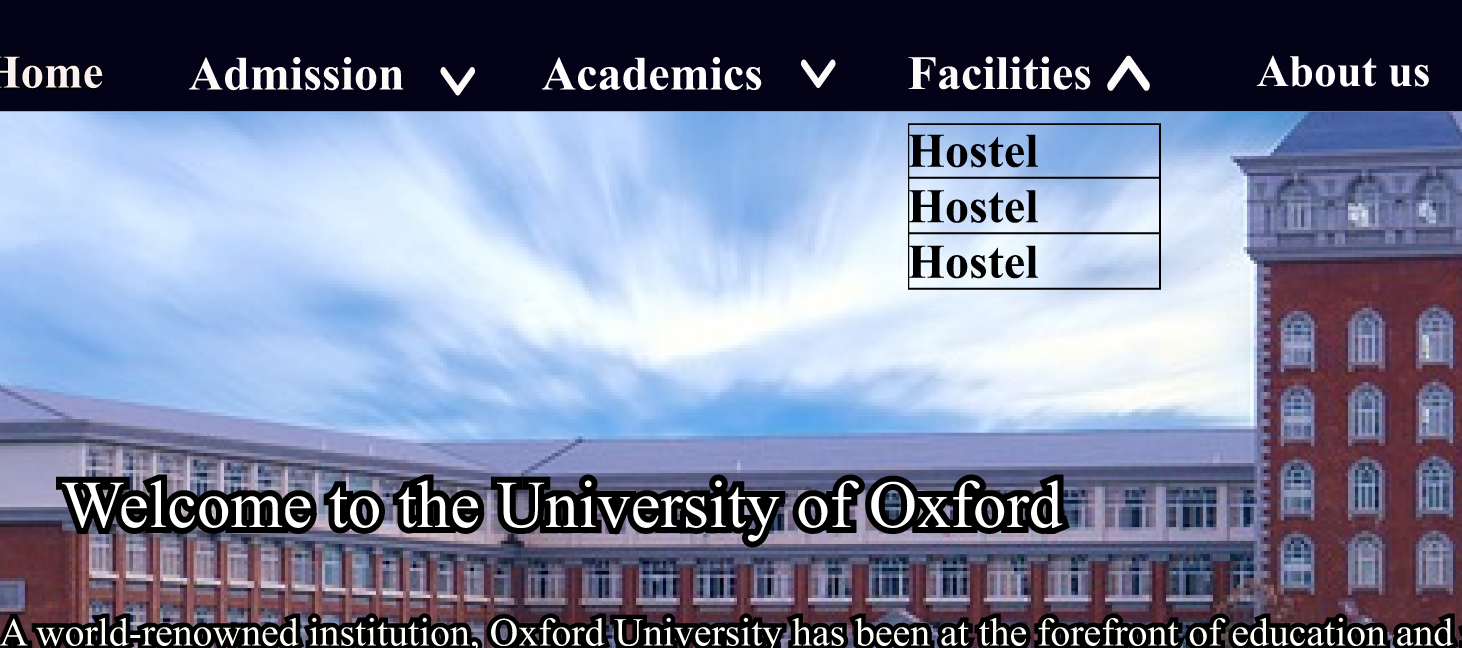 Home Admission Academics Facilities About us
Hostel
Hostel
Hostel
Welcome to the University of Oxford
A world-renowned institution, Oxford University has been at the forefront of education and